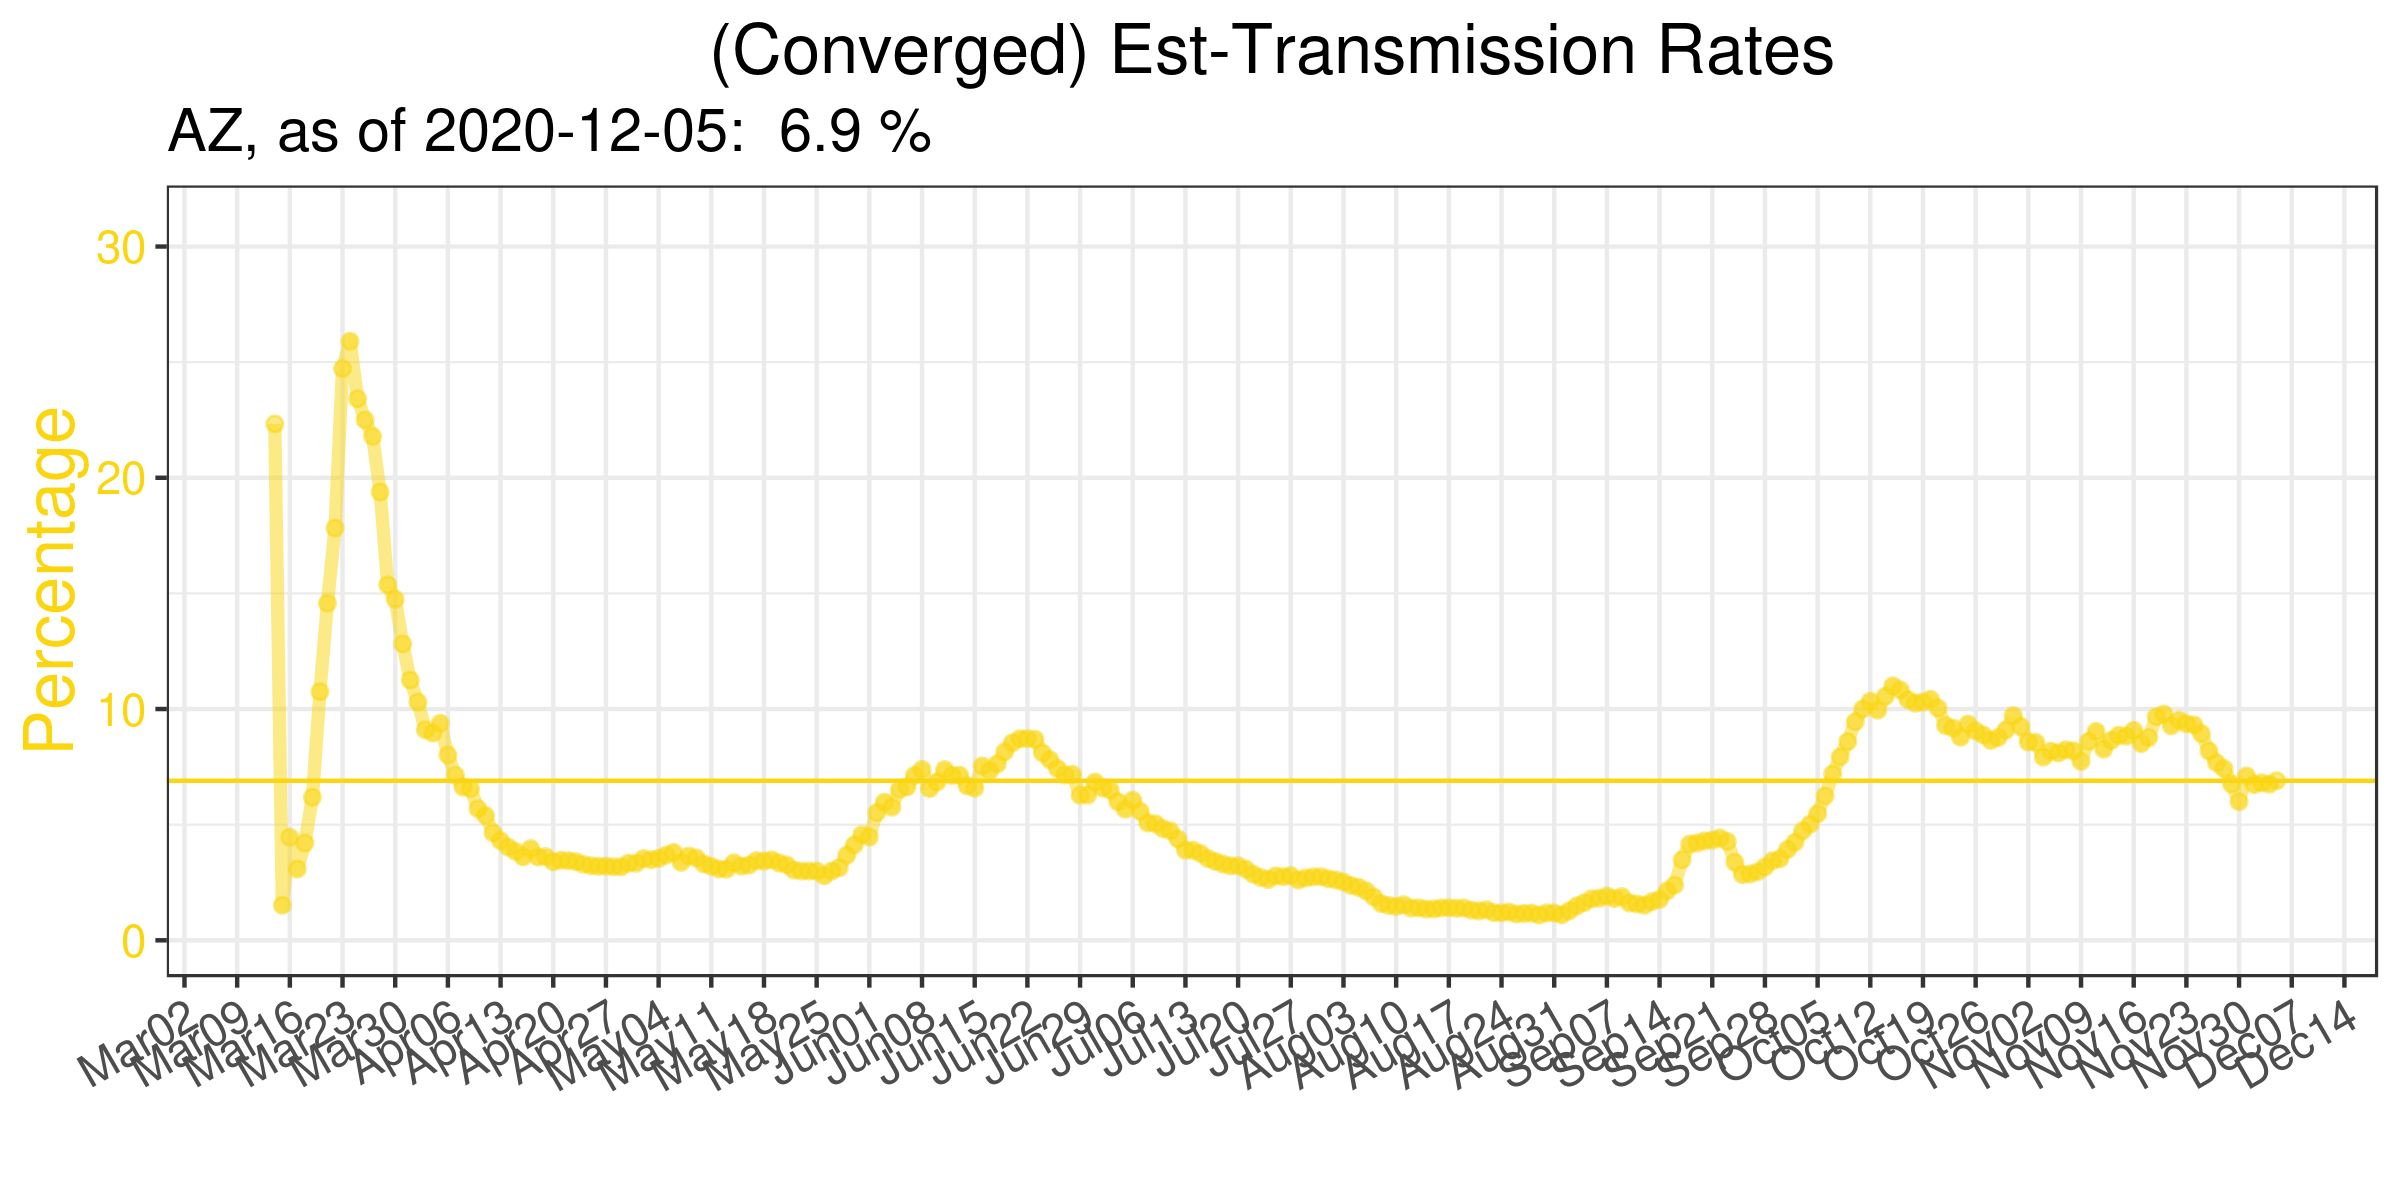 (Converged) Est-Transmission Rates
AZ, as of 2020-12-05:  6.9 %
Percentage
30
20
10
0
Mar02
Mar09
Mar16
Mar23
Mar30
Apr06
Apr13
Apr20
Apr27
May04
May11
May18
May25
Jun01
Jun08
Jun15
Jun22
Jun29
Jul06
Jul13
Jul20
Jul27
Aug03
Aug10
Aug17
Aug24
Aug31
Sep07
Sep14
Sep21
Sep28
Oct05
Oct12
Oct19
Oct26
Nov02
Nov09
Nov16
Nov23
Nov30
Dec07
Dec14